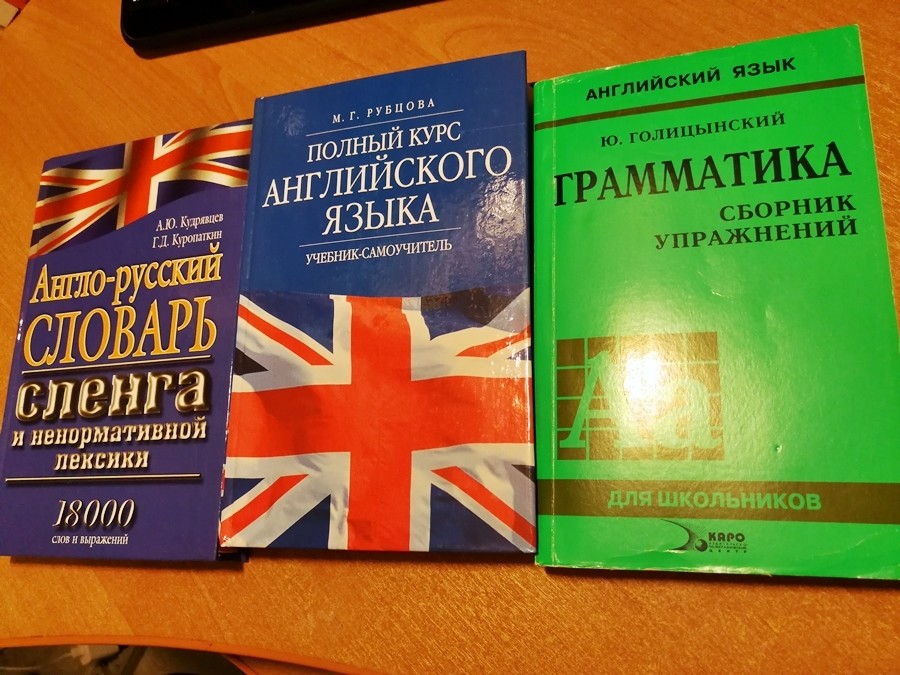 А.Ю. Кудрявцев
Г.Д. Куропаткин
Англо-русский
СЛОВАРЬ
сленга
и ненормативной
лексики
18000
слов и выражений
М. Г. РУБЦОВА
ПОЛНЫЙ КУРС
АНГЛИЙСКОГО
ЯЗЫКА
УЧЕБНИК-САМОУЧИТЕЛЬ
АНГЛИЙСКИЙ ЯЗЫК
Ю. ГОЛИЦЫНСКИЙ
ГРАММАТИКА
СБОРНИК
УПРАЖНЕНИЙ
Aa
ДЛЯ ШКОЛЬНИКОВ
КАРО